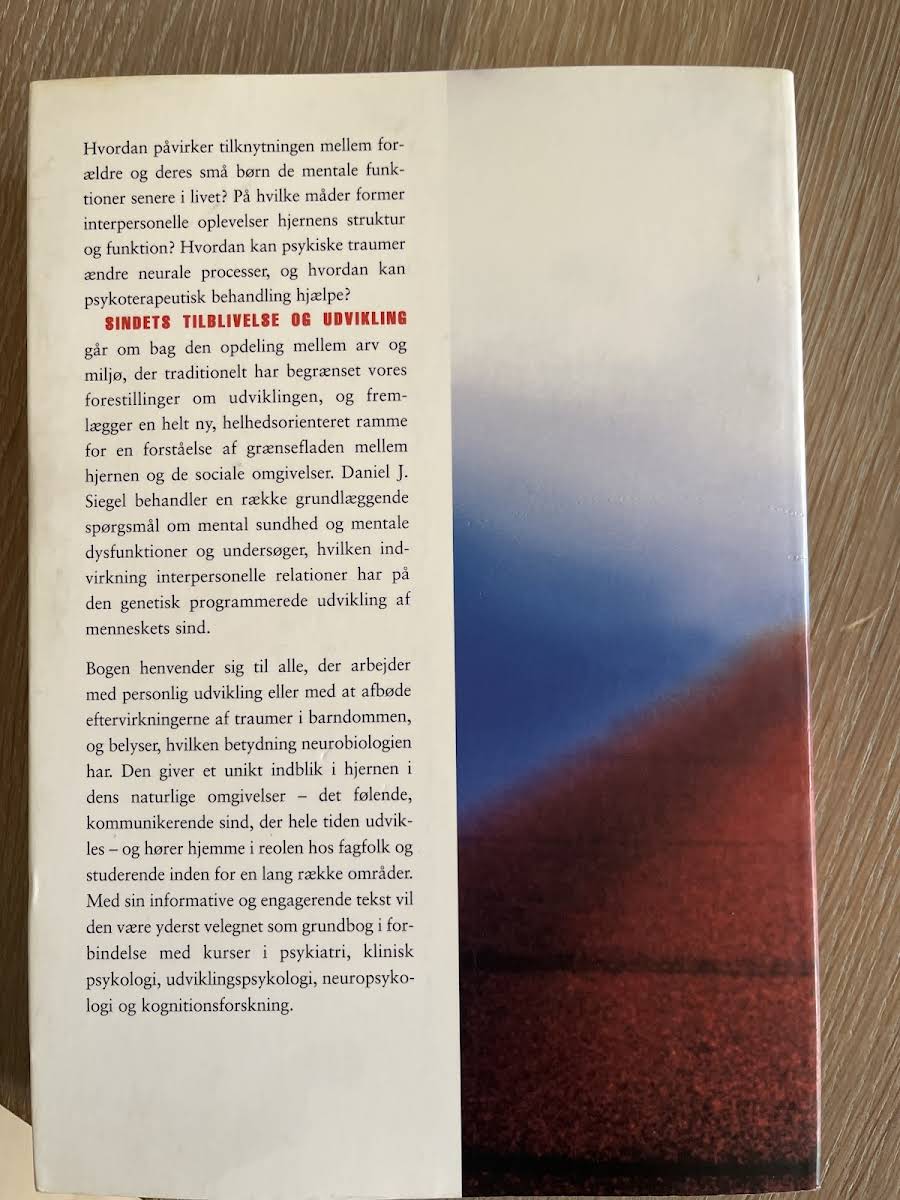 Hvordan påvirker tilknytningen mellem for-
ældre og deres små børn de mentale funk-
tioner senere i livet? På hvilke måder former
interpersonelle oplevelser hjernens struktur
og funktion? Hvordan kan psykiske traumer
ændre neurale processer, og hvordan kan
psykoterapeutisk behandling hjælpe?
SINDETS TILBLIVELSE OG UDVIKLING
går om bag den opdeling mellem arv og
miljø, der traditionelt har begrænset vores
forestillinger om udviklingen, og frem-
lægger en helt ny, helhedsorienteret ramme
for en forståelse af grænsefladen mellem
hjernen og de sociale omgivelser. Daniel J.
Siegel behandler en række grundlæggende
spørgsmål om mental sundhed og mentale
dysfunktioner og undersøger, hvilken ind-
virkning interpersonelle relationer har på
den genetisk programmerede udvikling af
menneskets sind.
Bogen henvender sig til alle, der arbejder
med personlig udvikling eller med at afbøde
eftervirkningerne af traumer i barndommen,
og belyser, hvilken betydning neurobiologien
har. Den giver et unikt indblik i hjernen i
dens naturlige omgivelser – det følende,
kommunikerende sind, der hele tiden udvik-
les – og hører hjemme i reolen hos fagfolk og
studerende inden for en lang række områder.
Med sin informative og engagerende tekst vil
den være yderst velegnet som grundbog i for-
bindelse med kurser i psykiatri, klinisk
psykologi, udviklingspsykologi, neuropsyko-
logi og kognitionsforskning.